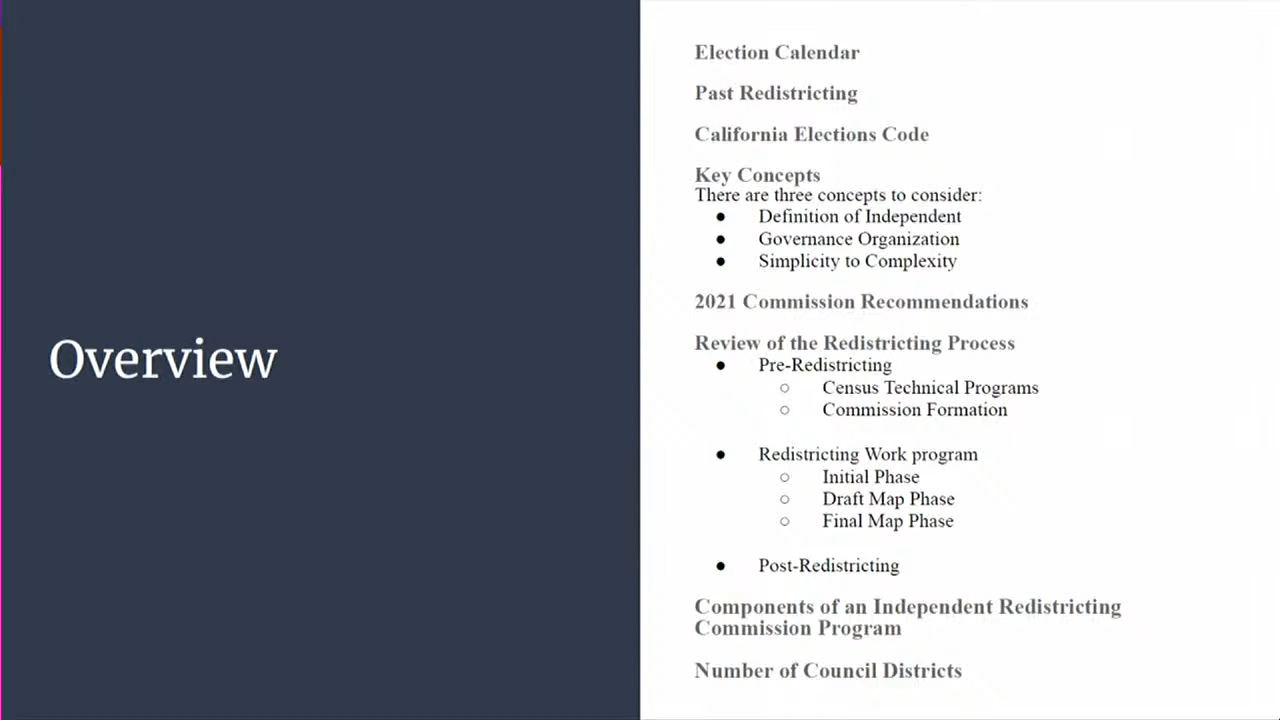 Overview
Election Calendar
Past Redistricting
California Elections Code
Key Concepts
There are three concepts to consider:
● Definition of Independent
● Governance Organization
● Simplicity to Complexity
2021 Commission Recommendations
Review of the Redistricting Process
● Pre-Redistricting
○ Census Technical Programs
○ Commission Formation
● Redistricting Work program
○ Initial Phase
○ Draft Map Phase
○ Final Map Phase
● Post-Redistricting
Components of an Independent Redistricting
Commission Program
Number of Council Districts